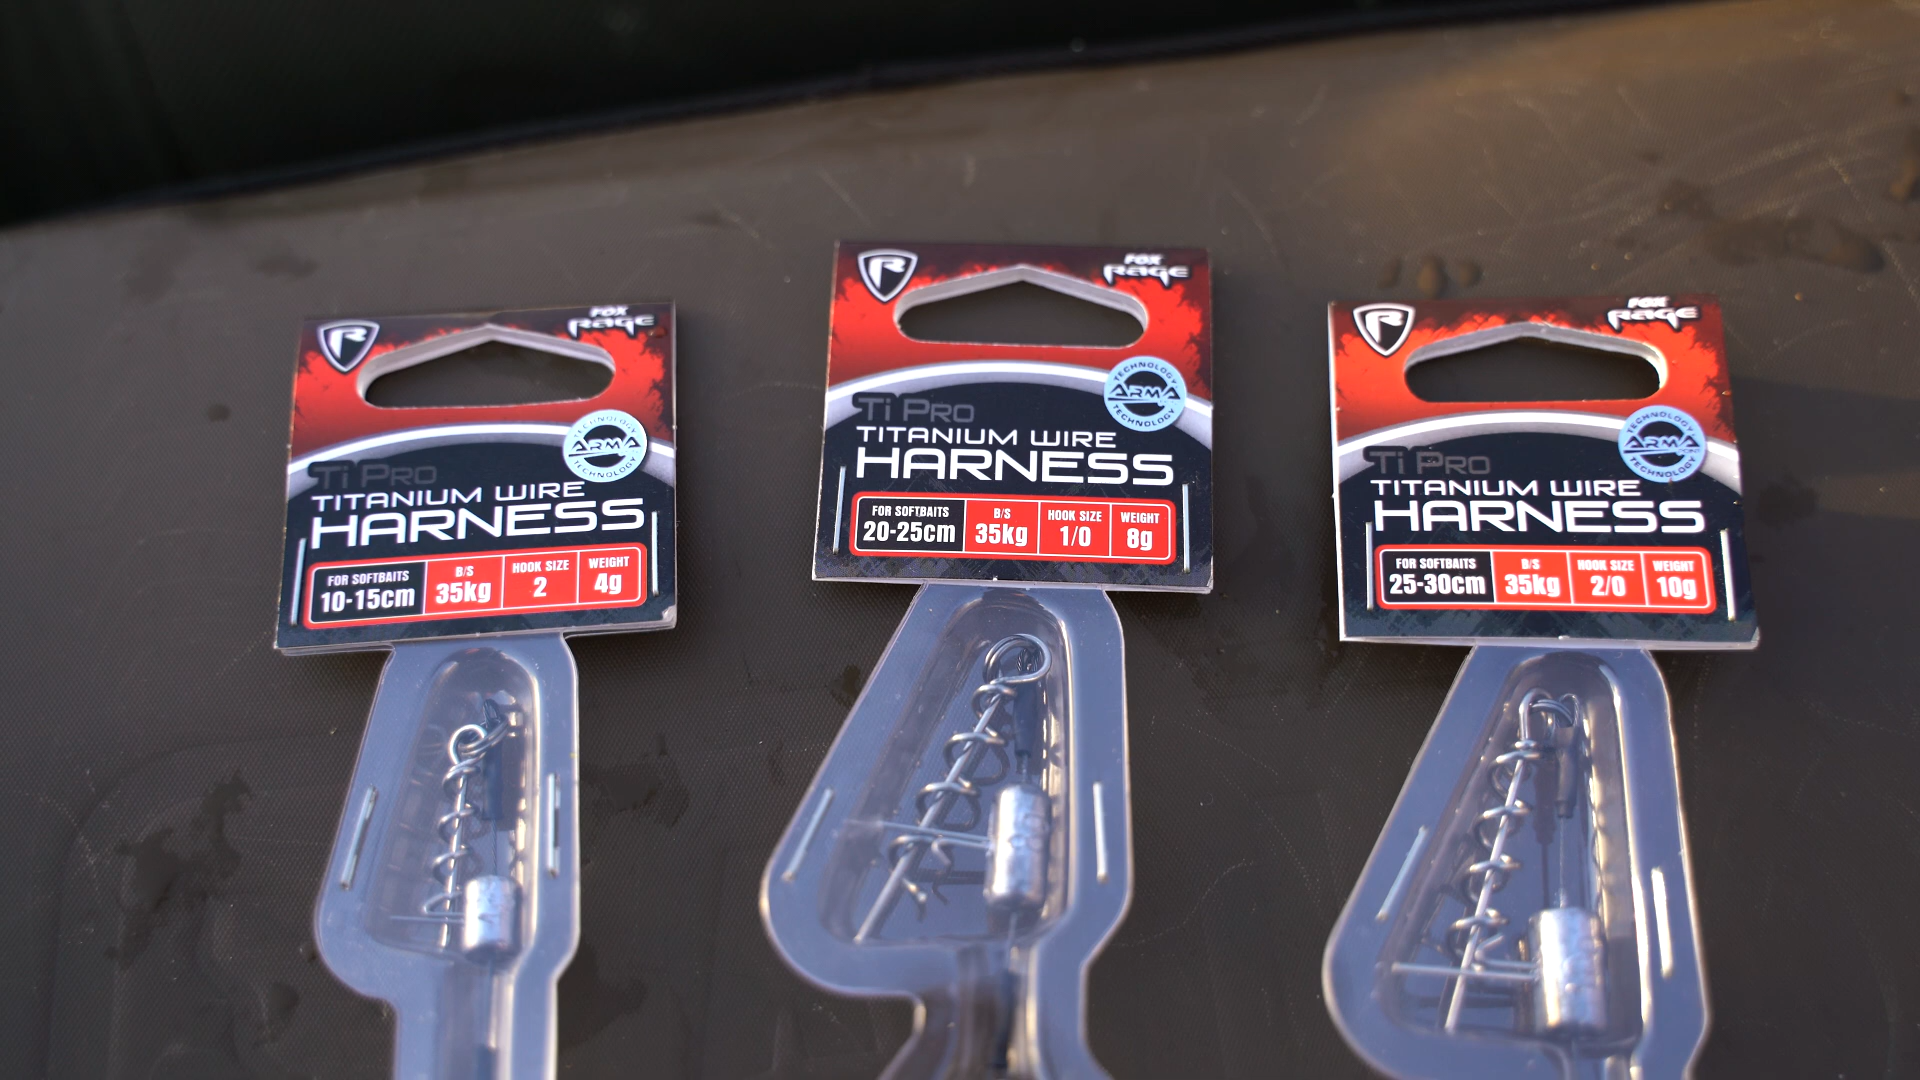 R
FOX
RAGE
TECHNOLOGY
ARMA
TECHNOLOGY
Ti Pro
TITANIUM WIRE
HARNESS
FOR SOFTBAITS
10-15cm
B/S
35kg
HOOK SIZE
2
WEIGHT
4g
R
FOX
RAGE
TECHNOLOGY
ARMA
TECHNOLOGY
Ti Pro
TITANIUM WIRE
HARNESS
FOR SOFTBAITS
20-25cm
B/S
35kg
HOOK SIZE
1/0
WEIGHT
8g
R
FOX
RAGE
TECHNOLOGY
ARMA
POINT
TECHNOLOGY
Ti Pro
TITANIUM WIRE
HARNESS
FOR SOFTBAITS
25-30cm
B/S
35kg
HOOK SIZE
2/0
WEIGHT
10g